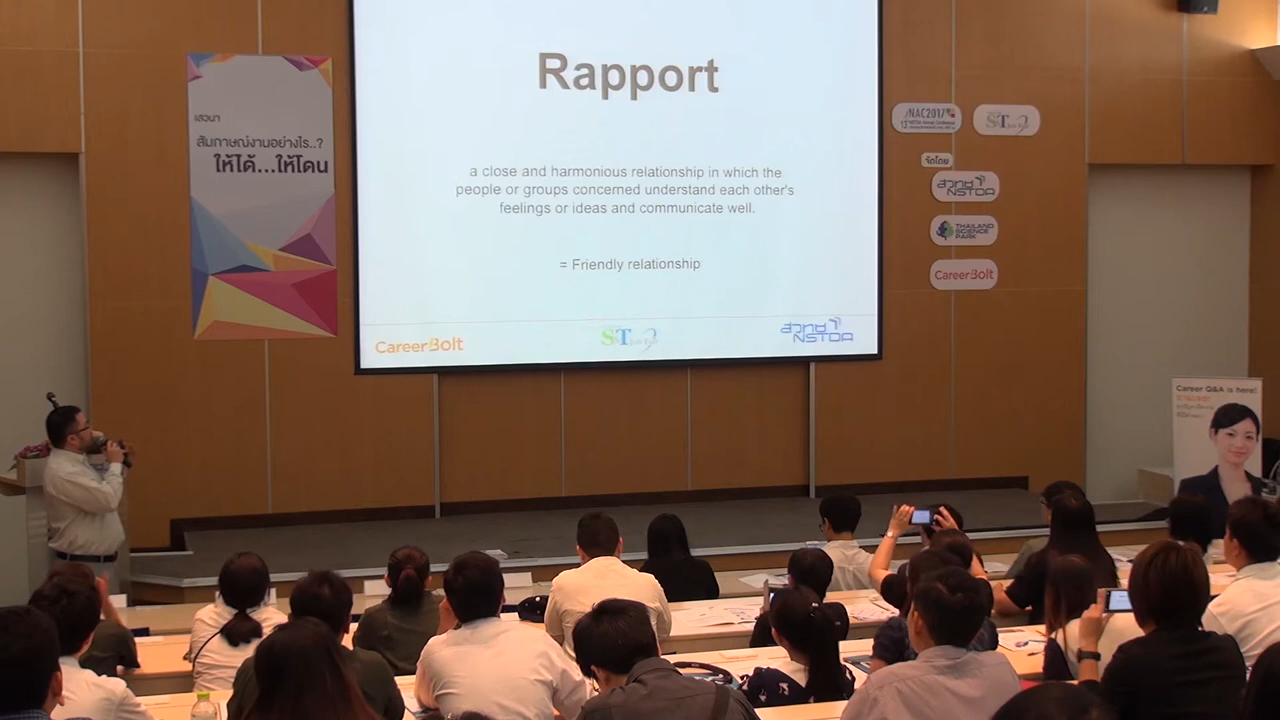 เสวนา
สัมภาษณ์งานอย่างไร..?
ให้ได้...ให้โดน
Rapport
a close and harmonious relationship in which the
people or groups concerned understand each other's
feelings or ideas and communicate well.
= Friendly relationship
CareerBolt
S&T Job Fair
สวทช
NSTDA
NAC2017
S&T Job Fair
จัดโดย
สวทช
NSTDA
THAILAND
SCIENCE
PARK
CareerBolt
Career Q&A is here!